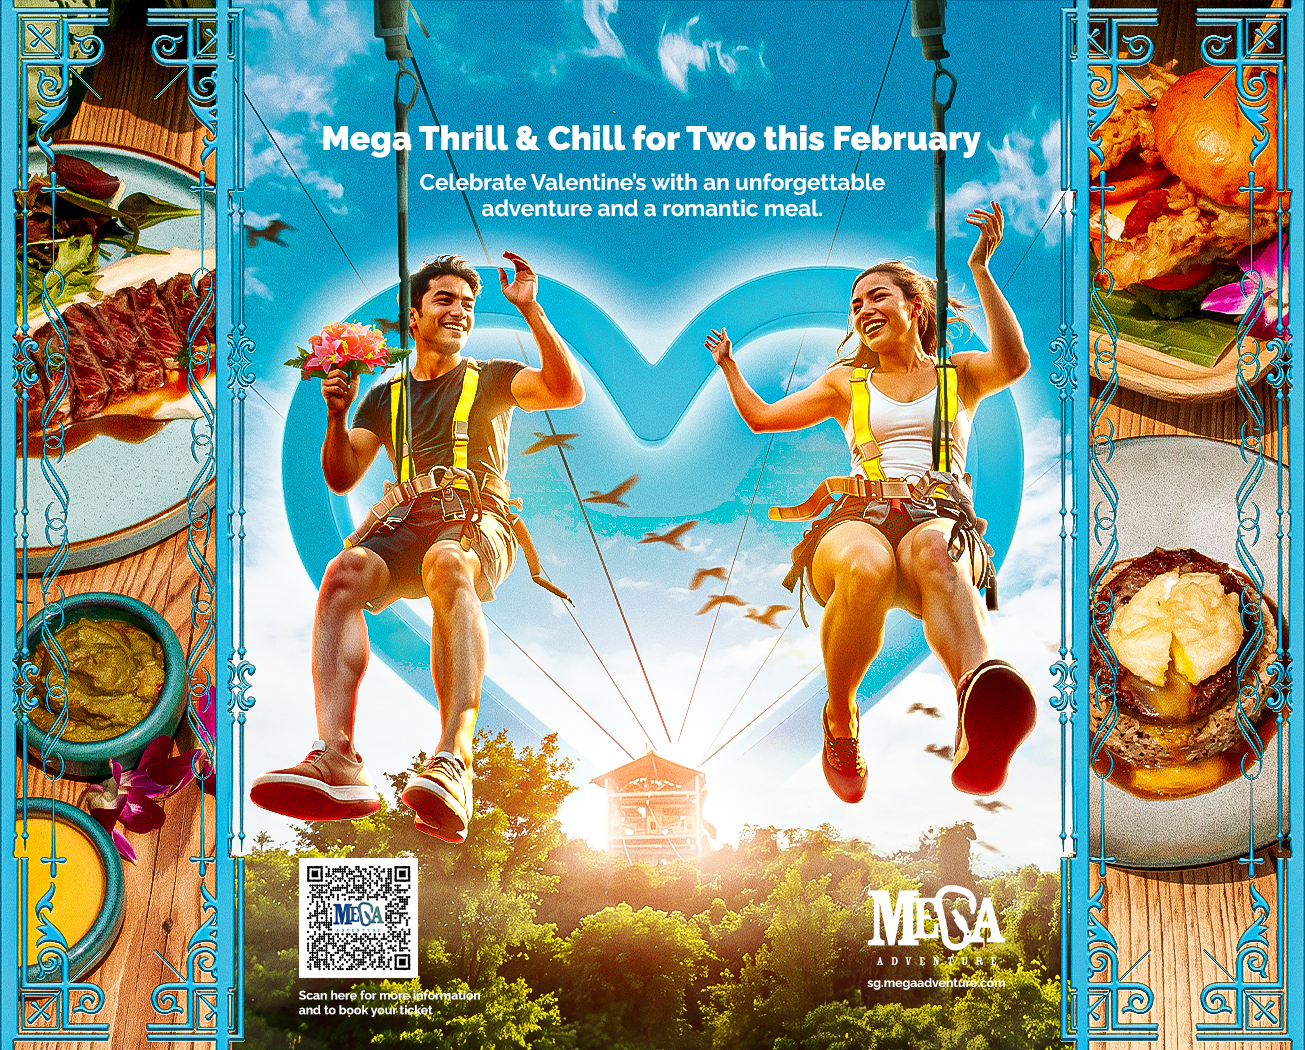 Mega Thrill & Chill for Two this February
Celebrate Valentine's with an unforgettable
adventure and a romantic meal.
MEGA
ADVENTURE
Scan here for more information
and to book your ticket
MEGA
ADVENTURE
sg.megaadventure.com